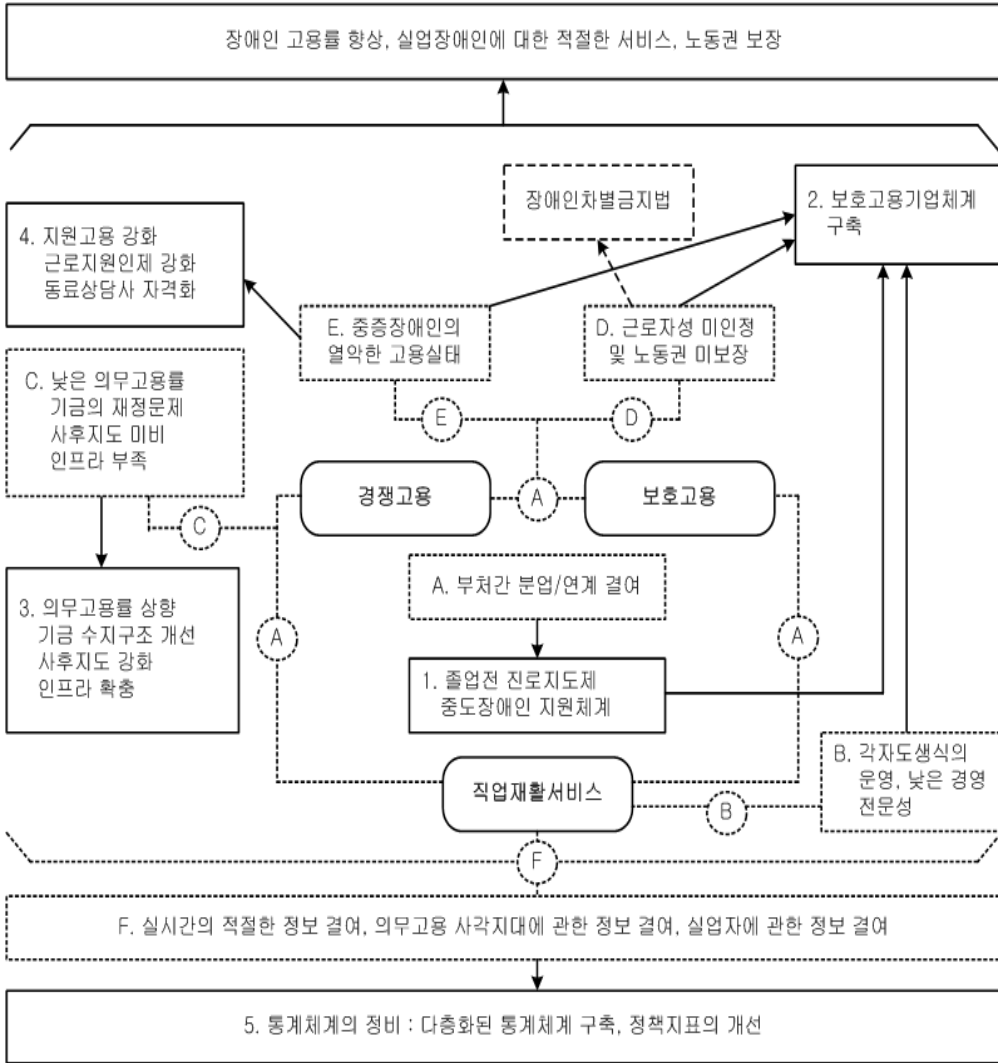 장애인 고용률 향상, 실업장애인에 대한 적절한 서비스, 노동권 보장
장애인차별금지법
2. 보호고용기업체계
구축
4. 지원고용 강화
근로지원인제 강화
동료상담사 자격화
E. 중증장애인의
열악한 고용실태
D. 근로자성 미인정
및 노동권 미보장
C. 낮은 의무고용률
기금의 재정문제
사후지도 미비
인프라 부족
E
D
경쟁고용
A
보호고용
C
A. 부처간 분업/연계 결여
3. 의무고용률 상향
기금 수지구조 개선
사후지도 강화
인프라 확충
A
A
1. 졸업전 진로지도제
중도장애인 지원체계
B. 각자도생식의
운영, 낮은 경영
전문성
직업재활서비스
B
F
F. 실시간의 적절한 정보 결여, 의무고용 사각지대에 관한 정보 결여, 실업자에 관한 정보 결여
5. 통계체계의 정비 : 다층화된 통계체계 구축, 정책지표의 개선